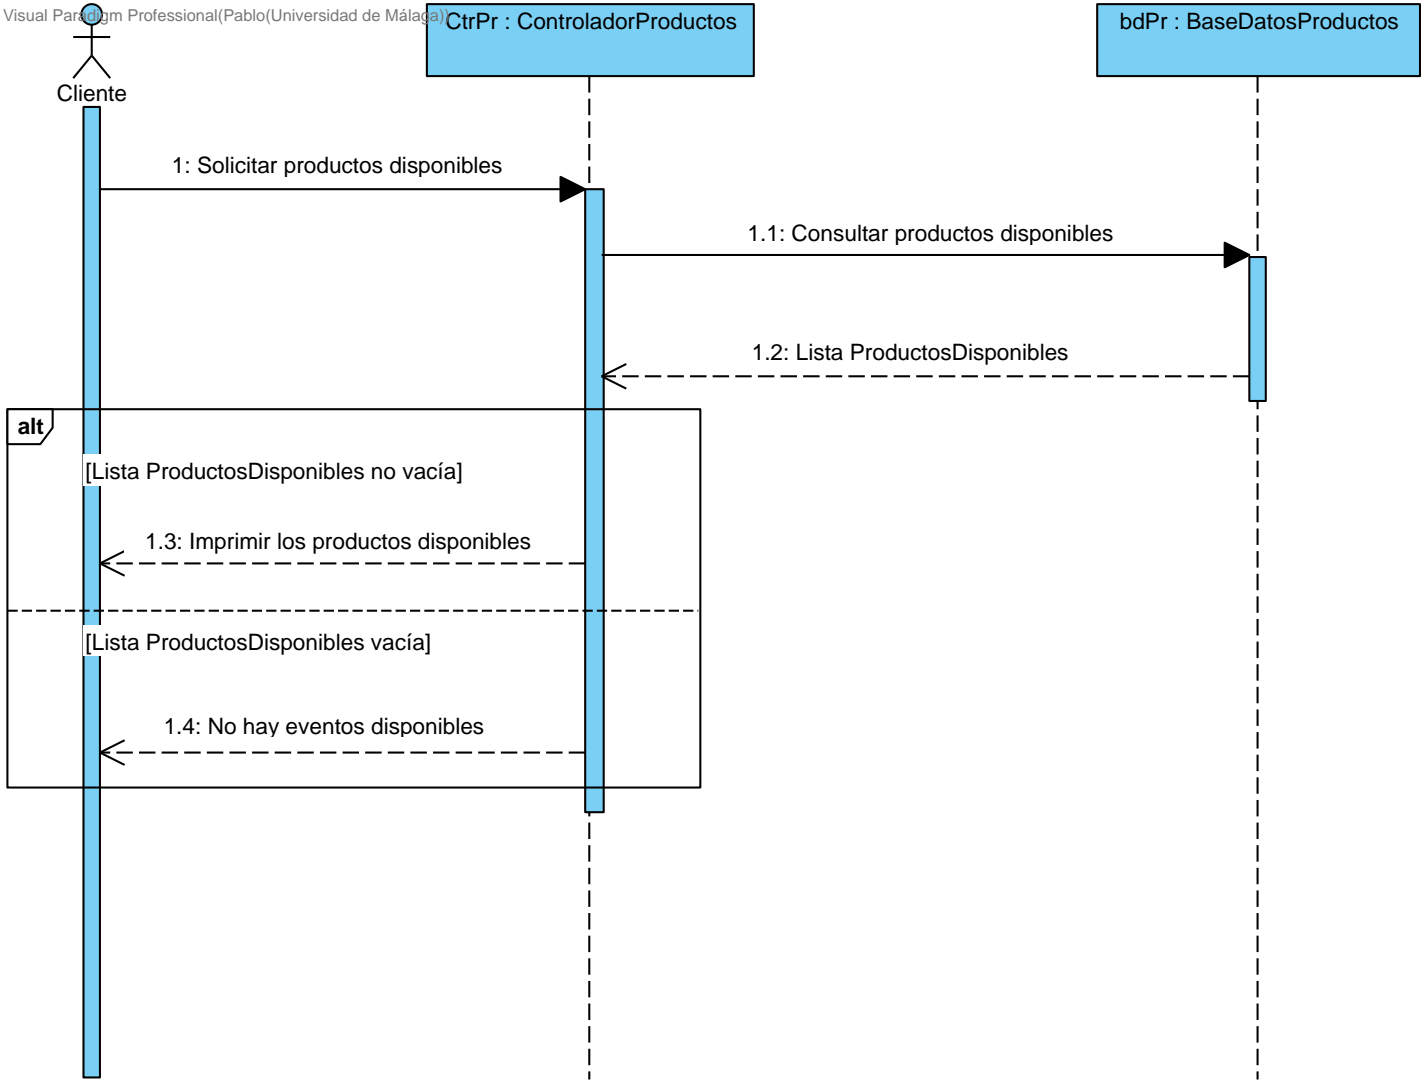 Visual Paradigm Professional(Pablo(Universidad de Málaga))
CtrPr : ControladorProductos
bdPr : BaseDatosProductos
Cliente
1: Solicitar productos disponibles
1.1: Consultar productos disponibles
1.2: Lista ProductosDisponibles
alt
[Lista ProductosDisponibles no vacía]
1.3: Imprimir los productos disponibles
[Lista ProductosDisponibles vacía]
1.4: No hay eventos disponibles